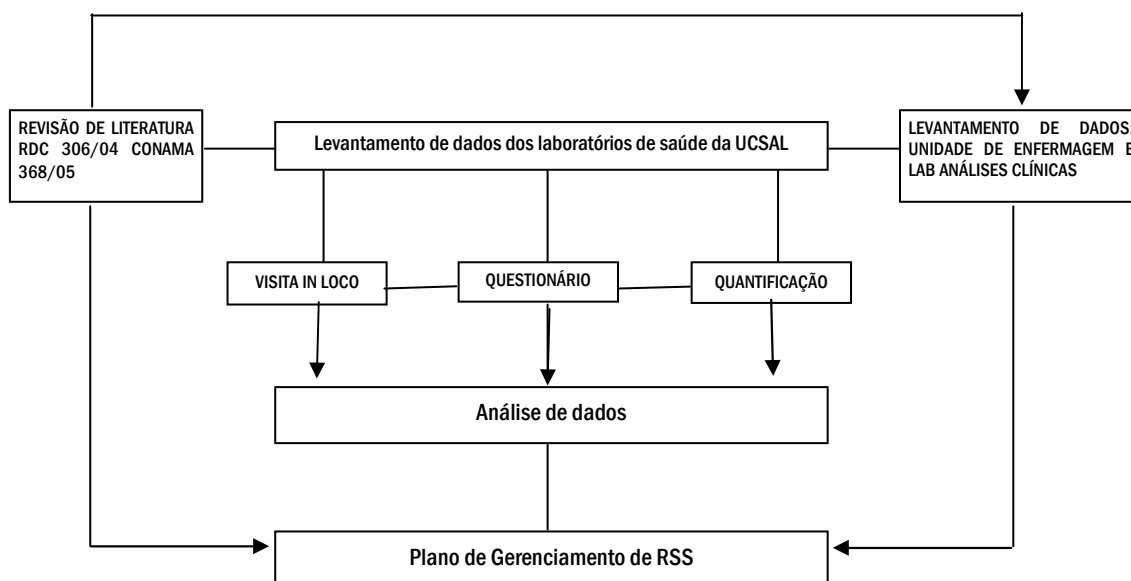 REVISÃO DE LITERATURA
RDC 306/04 CONAMA
368/05
Levantamento de dados dos laboratórios de saúde da UCSAL
LEVANTAMENTO DE DADOS:
UNIDADE DE ENFERMAGEM E
LAB ANÁLISES CLÍNICAS
VISITA IN LOCO
QUESTIONÁRIO
QUANTIFICAÇÃO
Análise de dados
Plano de Gerenciamento de RSS